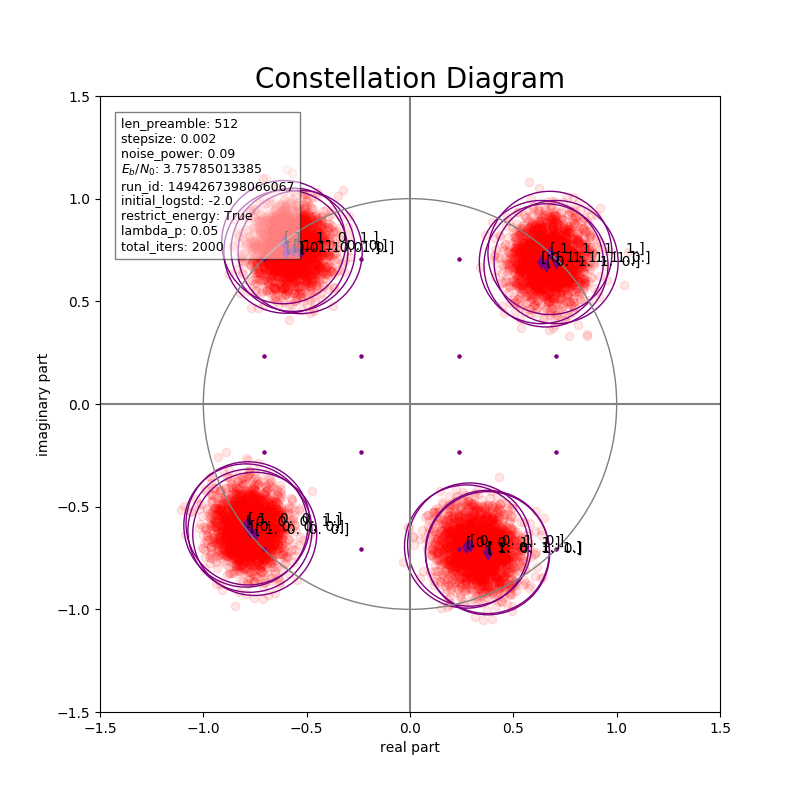 Constellation Diagram
len_preamble: 512
stepsize: 0.002
noise_power: 0.09
E_b/N_0: 3.75785013385
run_id: 1494267398066067
initial_logstd: -2.0
restrict_energy: True
lambda_p: 0.05
total_iters: 2000
1.5
1.0
0.5
0.0
−0.5
−1.0
−1.5
imaginary part
−1.5
−1.0
−0.5
0.0
0.5
1.0
1.5
real part